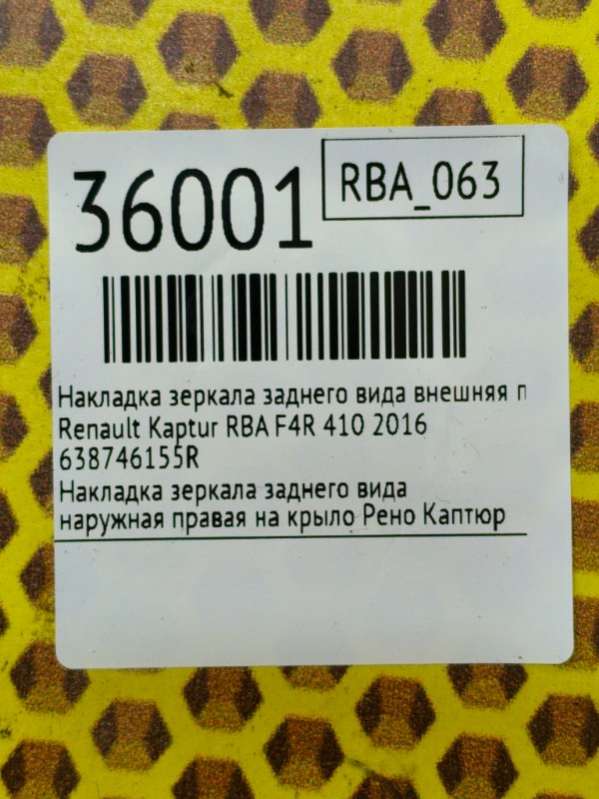 36001
RBA_063
Накладка зеркала заднего вида внешняя п
Renault Kaptur RBA F4R 410 2016
638746155R
Накладка зеркала заднего вида
наружная правая на крыло Рено Каптюр